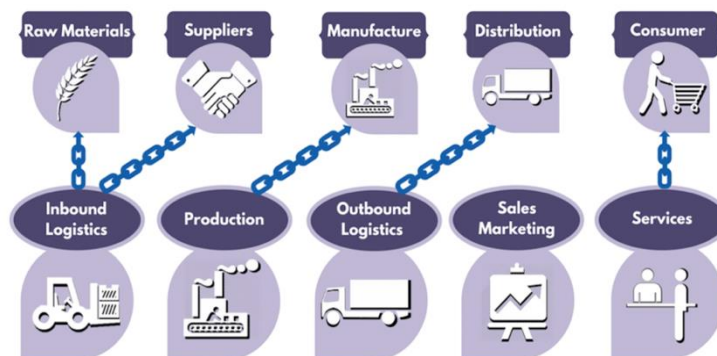 Raw Materials
Suppliers
Manufacture
Distribution
Consumer
Inbound
Logistics
Production
Outbound
Logistics
Sales
Marketing
Services